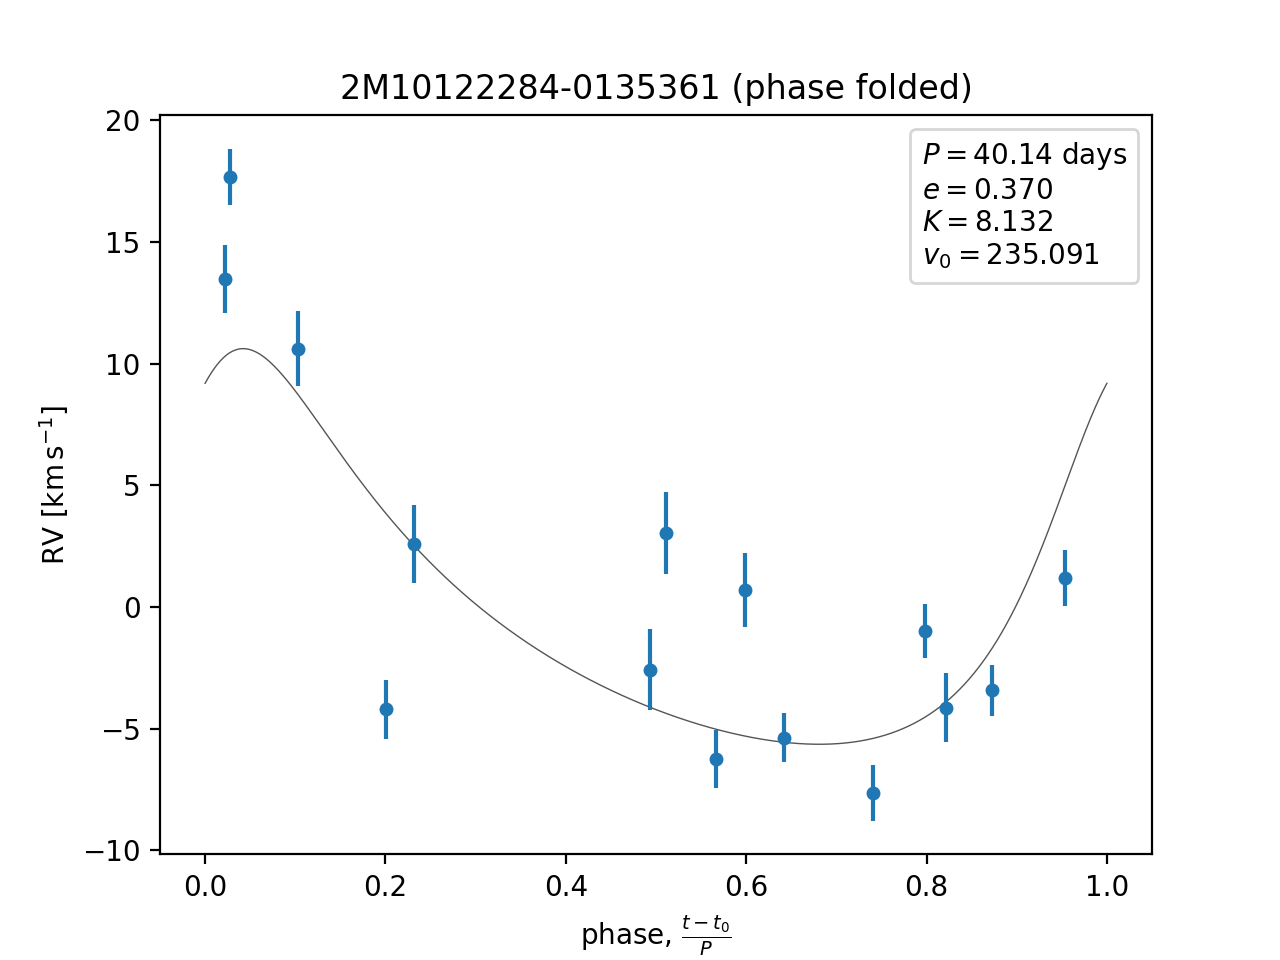 2M10122284-0135361 (phase folded)
P = 40.14 days
e = 0.370
K = 8.132
v₀ = 235.091
RV [km s⁻¹]
20
15
10
5
0
−5
−10
0.0 0.2 0.4 0.6 0.8 1.0
phase, (t − t₀)/P